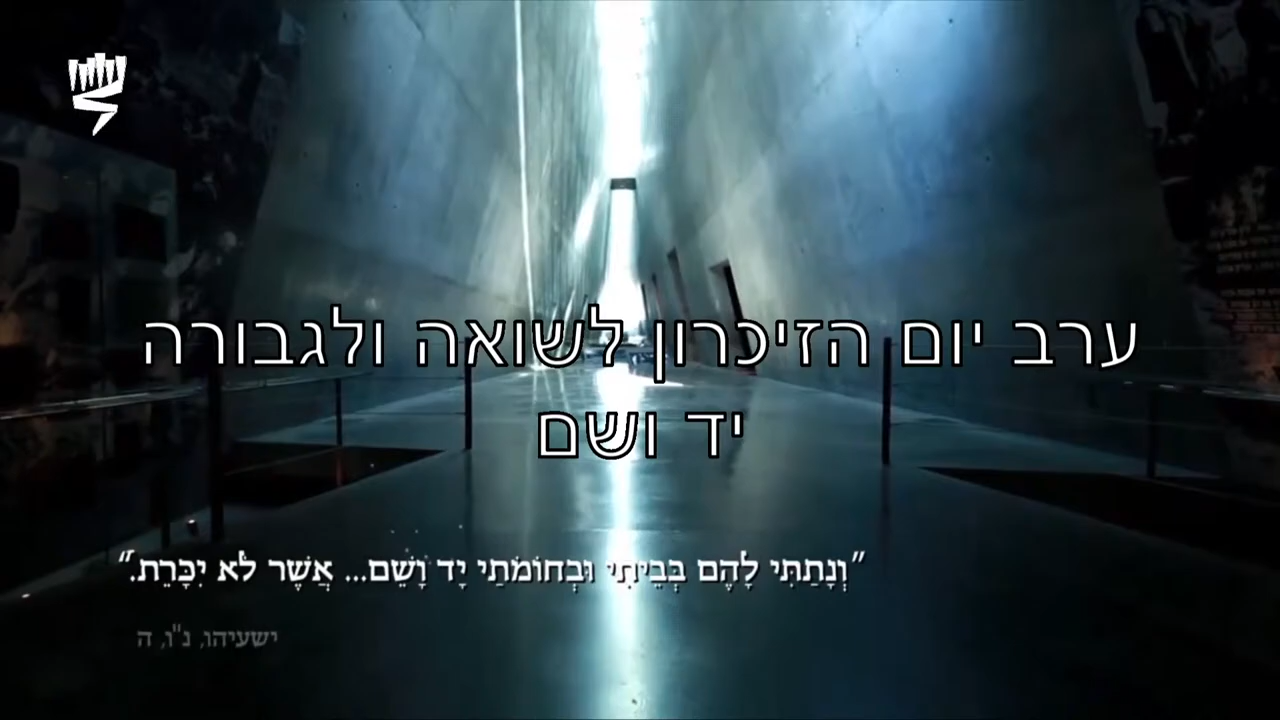 ערב יום הזיכרון לשואה ולגבורה
יד ושם
"וְנָתַתִּי לָהֶם בְּבֵיתִי וּבְחוֹמֹתַי יָד וָשֵׁם... אֲשֶׁר לֹא יִכָּרֵת."
ישעיהו, נ"ו, ה